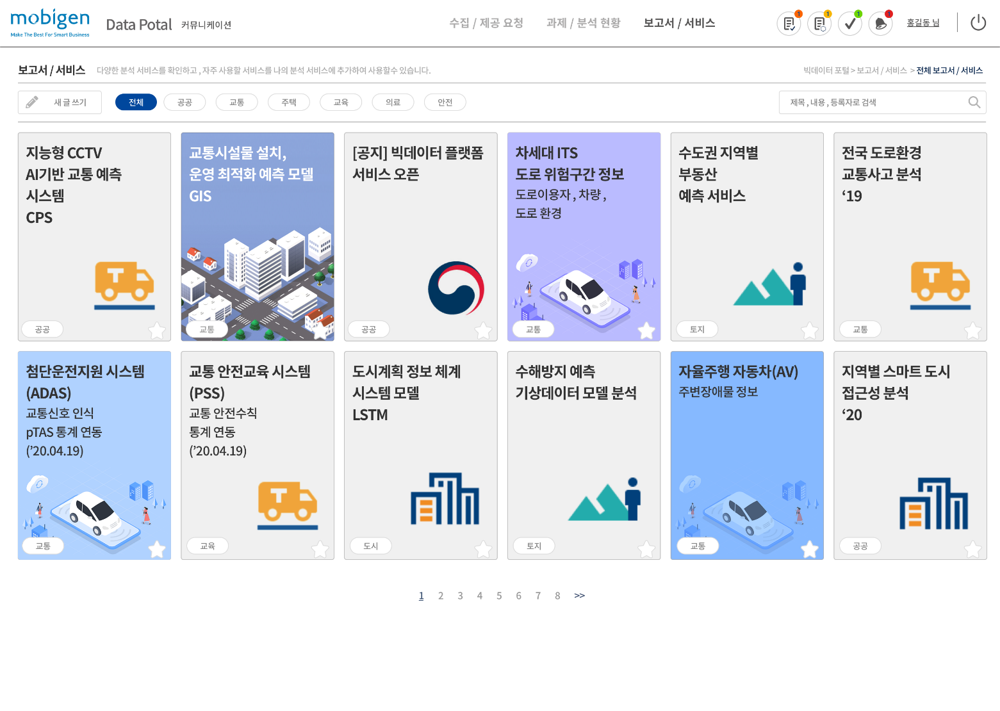 mobigen
Make The Best For Smart Business
Data Potal 커뮤니케이션
수집 / 제공 요청 과제 / 분석 현황 보고서 / 서비스
1 1 1 1
홍길동 님
보고서 / 서비스 다양한 분석 서비스를 확인하고 , 자주 사용할 서비스를 나의 분석 서비스에 추가하여 사용할수 있습니다.
빅데이터 포털 > 보고서 / 서비스 > 전체 보고서 / 서비스
새 글 쓰기 전체 공공 교통 주택 교육 의료 안전
제목 , 내용 , 등록자로 검색
지능형 CCTV
AI기반 교통 예측
시스템
CPS
T
공공
교통시설물 설치,
운영 최적화 예측 모델
GIS
교통
[공지] 빅데이터 플랫폼
서비스 오픈
공공
차세대 ITS
도로 위험구간 정보
도로이용자 , 차량 ,
도로 환경
교통
수도권 지역별
부동산
예측 서비스
토지
전국 도로환경
교통사고 분석
‘19
T
교통
첨단운전지원 시스템
(ADAS)
교통신호 인식
pTAS 통계 연동
(’20.04.19)
교통
교통 안전교육 시스템
(PSS)
교통 안전수칙
통계 연동
(’20.04.19)
T
교육
도시계획 정보 체계
시스템 모델
LSTM
도시
수해방지 예측
기상데이터 모델 분석
토지
자율주행 자동차(AV)
주변장애물 정보
교통
지역별 스마트 도시
접근성 분석
‘20
공공
1 2 3 4 5 6 7 8 >>